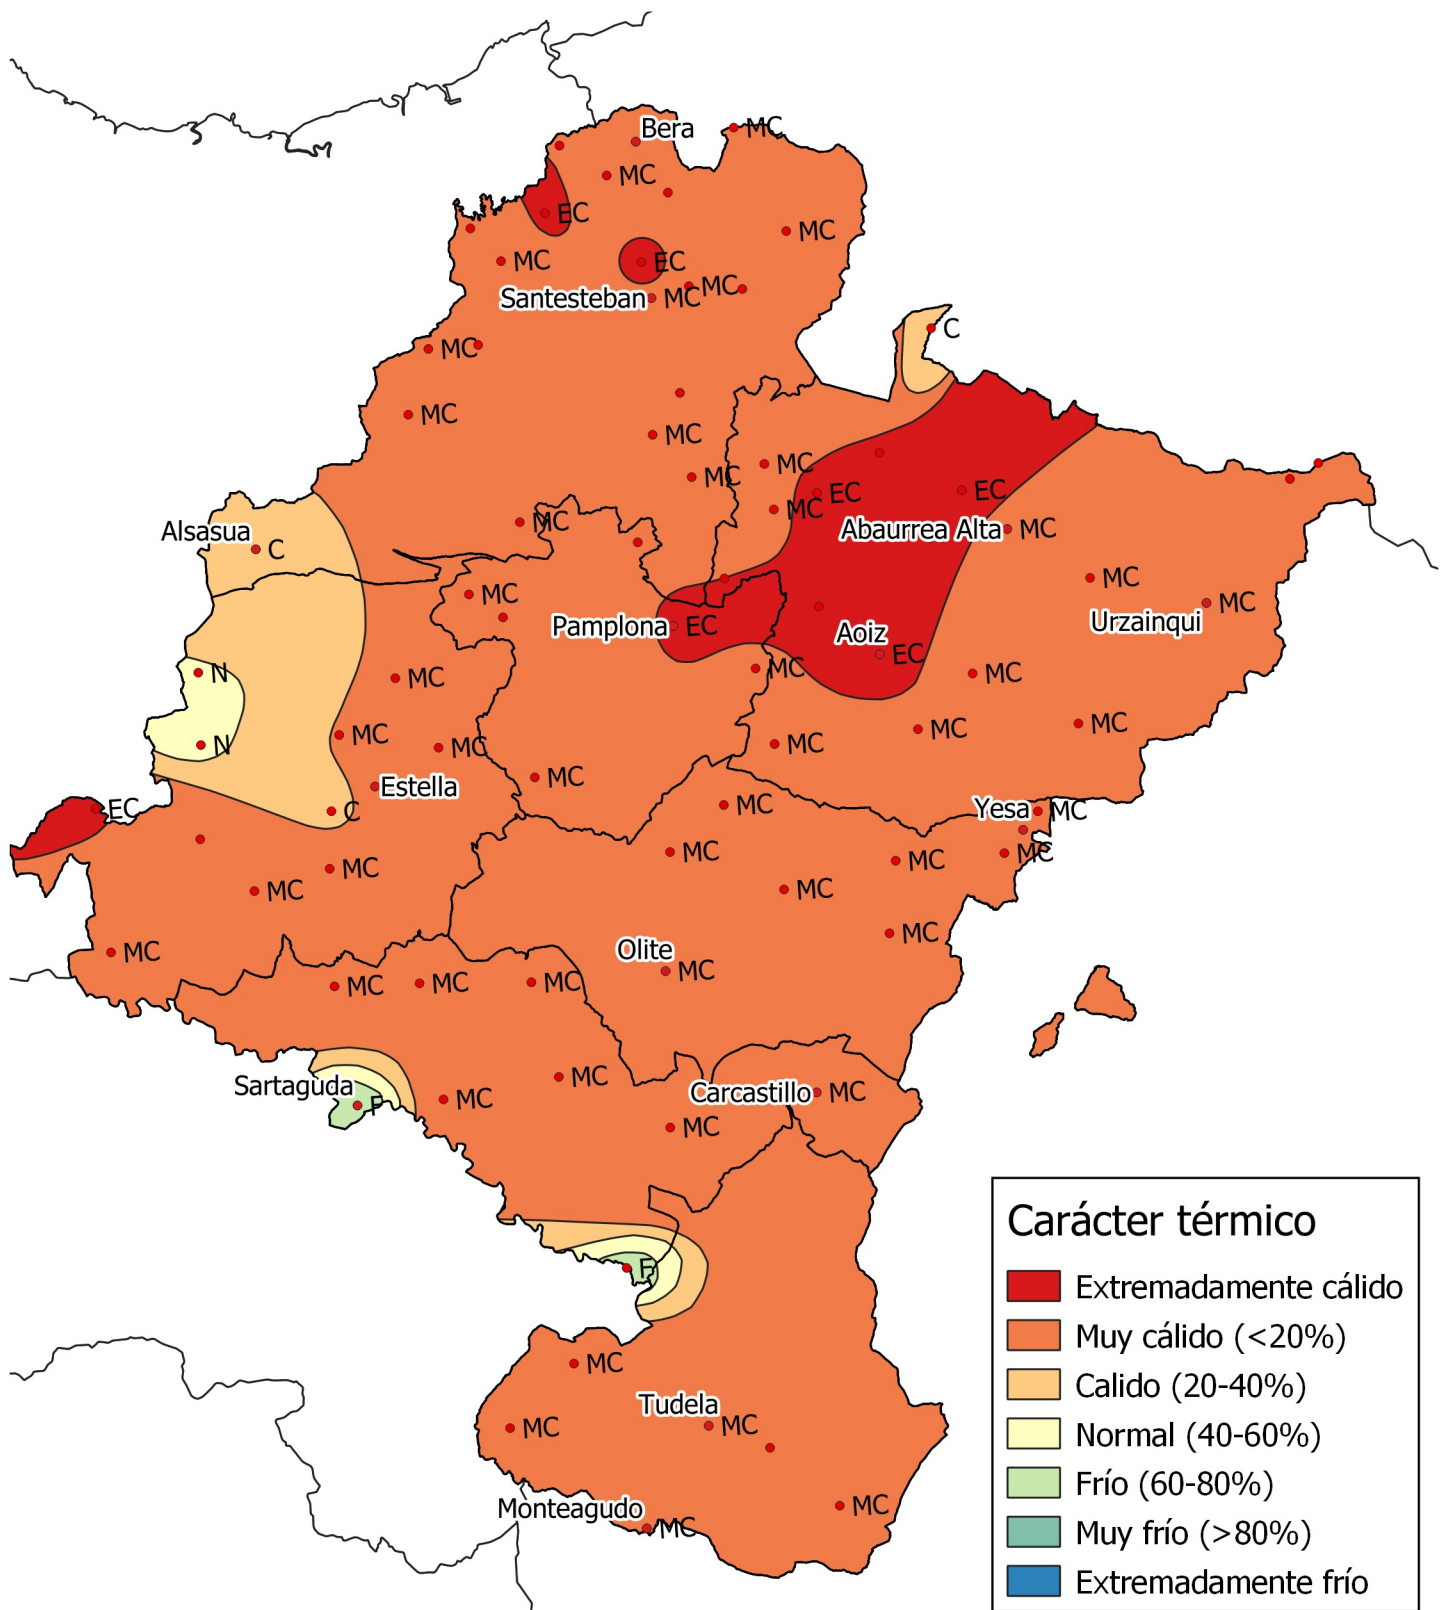 Bera
MC
MC
EC
MC
MC
EC
MC
Santesteban
MC
C
MC
MC
MC
MC
MC
EC
EC
MC
MC
Alsasua
C
Abaurrea Alta
MC
MC
MC
MC
Urzainqui
Pamplona
EC
Aoiz
EC
N
MC
MC
MC
MC
MC
N
MC
MC
MC
MC
Estella
MC
EC
C
MC
Yesa
MC
MC
MC
MC
MC
MC
MC
MC
MC
Olite
MC
MC
MC
MC
MC
Sartaguda
F
MC
MC
Carcastillo
MC
MC
F
MC
Tudela
MC
MC
Monteagudo
MC
MC
Carácter térmico
Extremadamente cálido
Muy cálido (<20%)
Calido (20-40%)
Normal (40-60%)
Frío (60-80%)
Muy frío (>80%)
Extremadamente frío